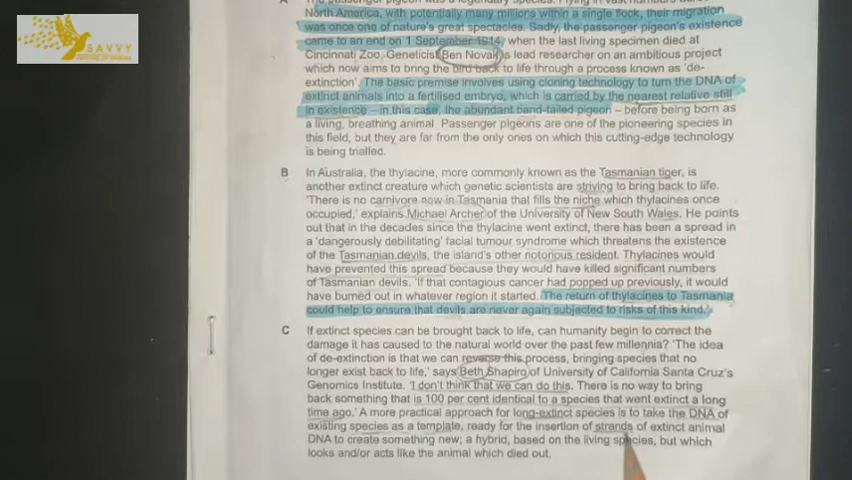 SAVVY
A The passenger pigeon was a legendary species. Flying in vast numbers
North America, with potentially many millions within a single flock, their migration
was once one of nature's great spectacles. Sadly, the passenger pigeon's existence
came to an end on 1 September 1914, when the last living specimen died at
Cincinnati Zoo. Geneticist Ben Novak is lead researcher on an ambitious project
which now aims to bring the bird back to life through a process known as 'de-
extinction'. The basic premise involves using cloning technology to turn the DNA of
extinct animals into a fertilised embryo, which is carried by the nearest relative still
in existence – in this case, the abundant band-tailed pigeon – before being born as
a living, breathing animal. Passenger pigeons are one of the pioneering species in
this field, but they are far from the only ones on which this cutting-edge technology
is being trialled.
B In Australia, the thylacine, more commonly known as the Tasmanian tiger, is
another extinct creature which genetic scientists are striving to bring back to life.
'There is no carnivore now in Tasmania that fills the niche which thylacines once
occupied,' explains Michael Archer of the University of New South Wales. He points
out that in the decades since the thylacine went extinct, there has been a spread in
a 'dangerously debilitating' facial tumour syndrome which threatens the existence
of the Tasmanian devils, the island's other notorious resident. Thylacines would
have prevented this spread because they would have killed significant numbers
of Tasmanian devils. 'If that contagious cancer had popped up previously, it would
have burned out in whatever region it started. The return of thylacines to Tasmania
could help to ensure that devils are never again subjected to risks of this kind.'
C If extinct species can be brought back to life, can humanity begin to correct the
damage it has caused to the natural world over the past few millennia? 'The idea
of de-extinction is that we can reverse this process, bringing species that no
longer exist back to life,' says Beth Shapiro of University of California Santa Cruz's
Genomics Institute. 'I don't think that we can do this. There is no way to bring
back something that is 100 per cent identical to a species that went extinct a long
time ago.' A more practical approach for long-extinct species is to take the DNA of
existing species as a template, ready for the insertion of strands of extinct animal
DNA to create something new; a hybrid, based on the living species, but which
looks and/or acts like the animal which died out.